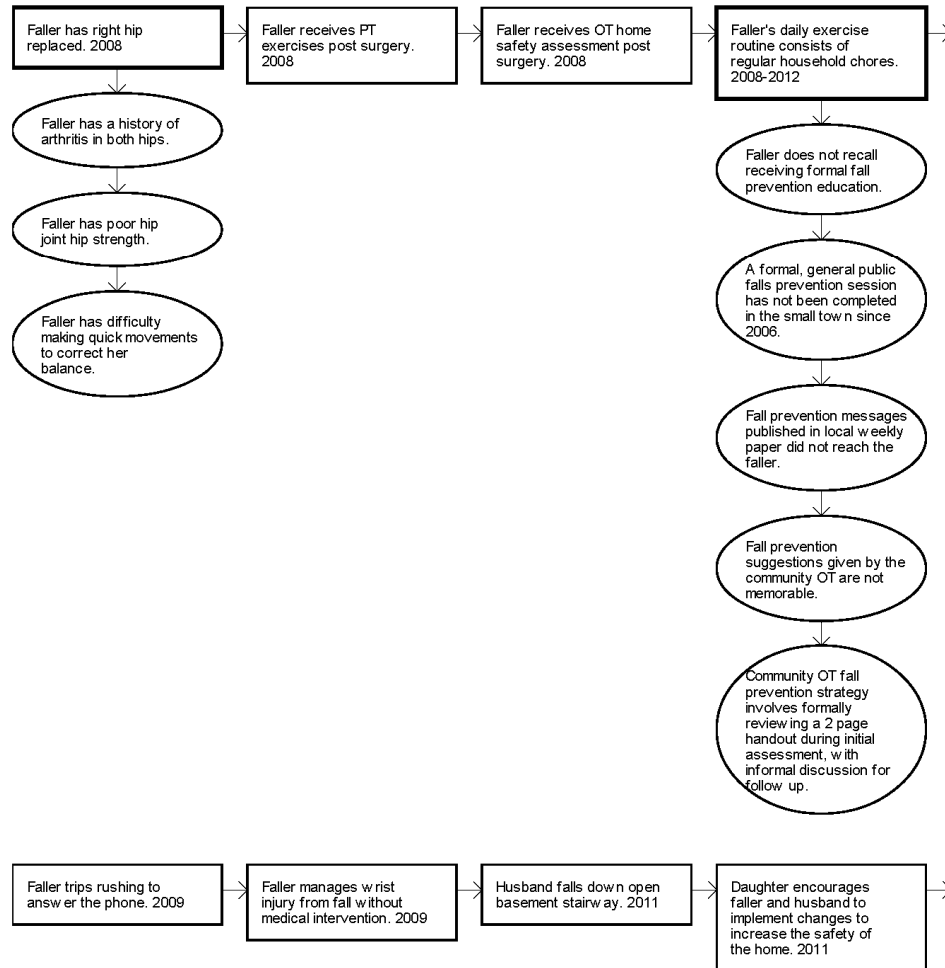 Faller has right hip
replaced. 2008
Faller receives PT
exercises post surgery.
2008
Faller receives OT home
safety assessment post
surgery. 2008
Faller's daily exercise
routine consists of
regular household chores.
2008-2012
Faller has a history of
arthritis in both hips.
Faller has poor hip
joint hip strength.
Faller has difficulty
making quick movements
to correct her
balance.
Faller does not recall
receiving formal fall
prevention education.
A formal, general public
falls prevention session
has not been completed
in the small town since
2006.
Fall prevention messages
published in local weekly
paper did not reach the
faller.
Fall prevention
suggestions given by the
community OT are not
memorable.
Community OT fall
prevention strategy
involves formally
reviewing a 2 page
handout during initial
assessment, with
informal discussion for
follow up.
Faller trips rushing to
answer the phone. 2009
Faller manages wrist
injury from fall without
medical intervention. 2009
Husband falls down open
basement stairway. 2011
Daughter encourages
faller and husband to
implement changes to
increase the safety of
the home. 2011